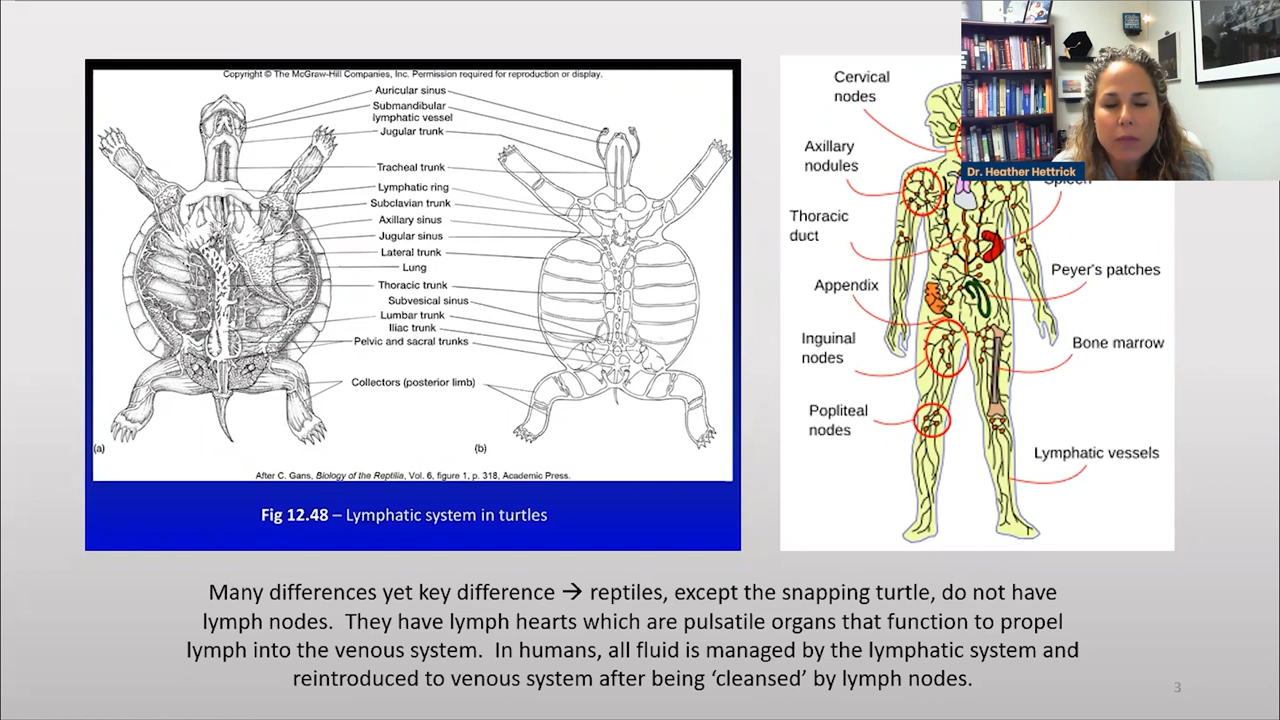 Copyright © The McGraw-Hill Companies, Inc. Permission required for reproduction or display.
Auricular sinus
Submandibular
lymphatic vessel
Jugular trunk
Tracheal trunk
Lymphatic ring
Subclavian trunk
Axillary sinus
Jugular sinus
Lateral trunk
Lung
Thoracic trunk
Subvesical sinus
Lumbar trunk
Iliac trunk
Pelvic and sacral trunks
Collectors (posterior limb)
(a)
(b)
After C. Gans, Biology of the Reptilia, Vol. 6, figure 1, p. 318, Academic Press.
Fig 12.48 – Lymphatic system in turtles
Cervical
nodes
Axillary
nodules
Thoracic
duct
Appendix
Inguinal
nodes
Popliteal
nodes
Dr. Heather Hettrick
Spleen
Peyer's patches
Bone marrow
Lymphatic vessels
Many differences yet key difference → reptiles, except the snapping turtle, do not have
lymph nodes. They have lymph hearts which are pulsatile organs that function to propel
lymph into the venous system. In humans, all fluid is managed by the lymphatic system and
reintroduced to venous system after being ‘cleansed’ by lymph nodes.
3